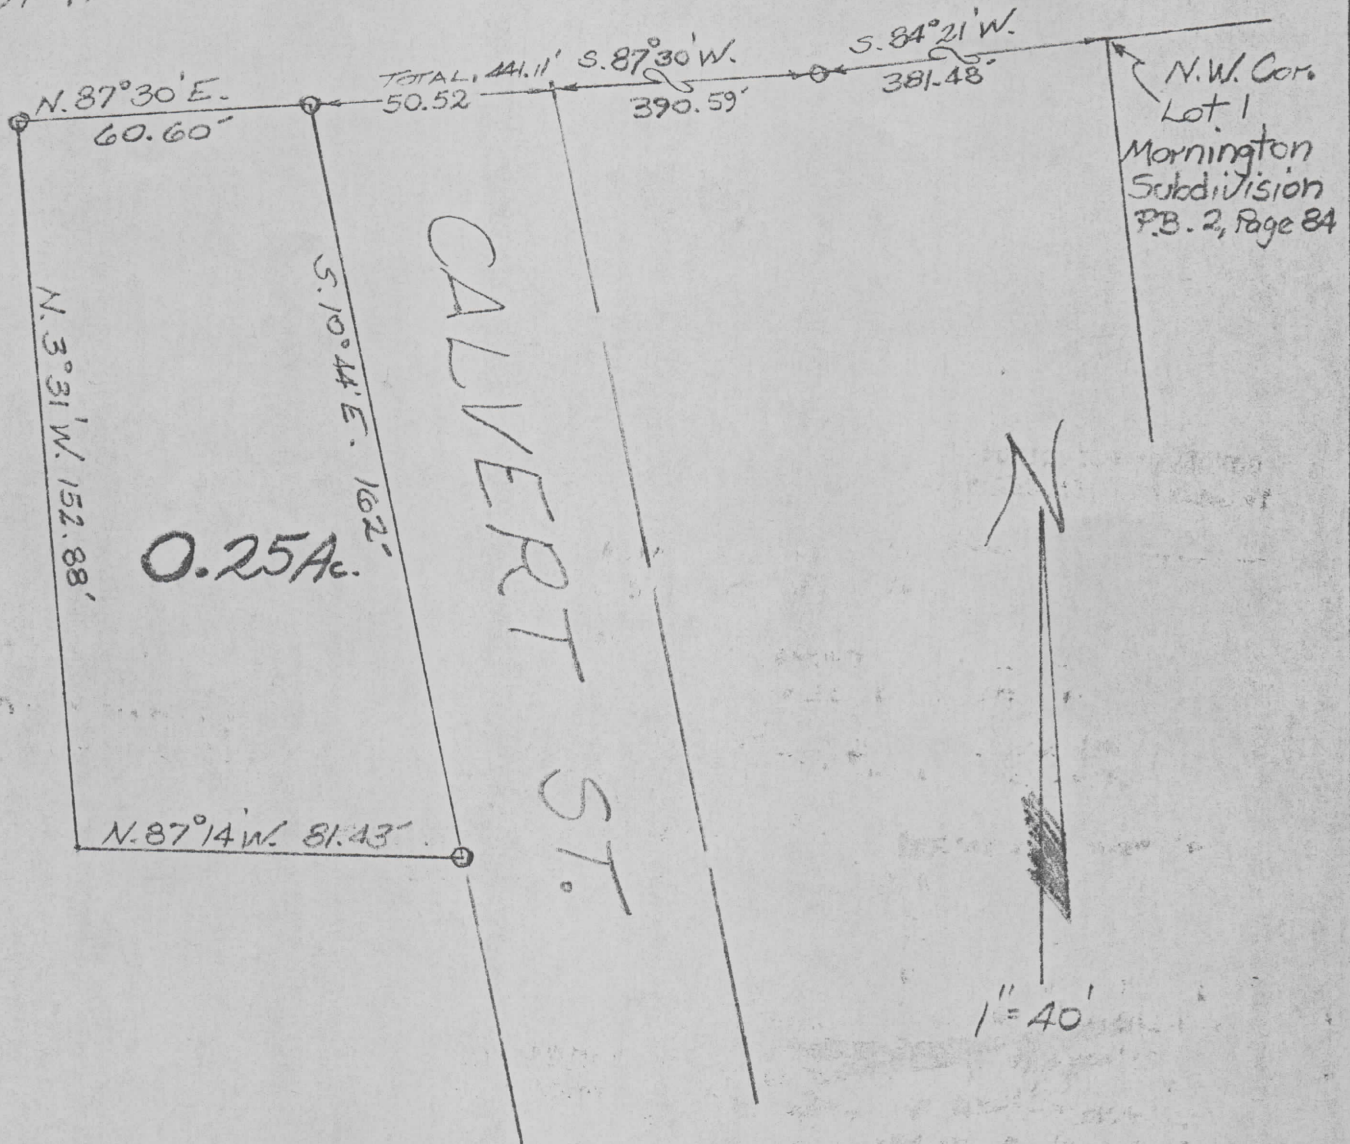 N. 87°30'E.
60.60'
TOTAL. 441.11'
50.52
S. 87°30'W.
390.59'
S. 84°21'W.
381.48'
N.W. Cor.
Lot 1
Mornington
Subdivision
P.B. 2, Page 84
N. 3°31'W. 152.88'
S. 10°44'E. 162'
0.25Ac.
CALVERT ST.
N. 87°14'W. 81.43'
N
1"=40'